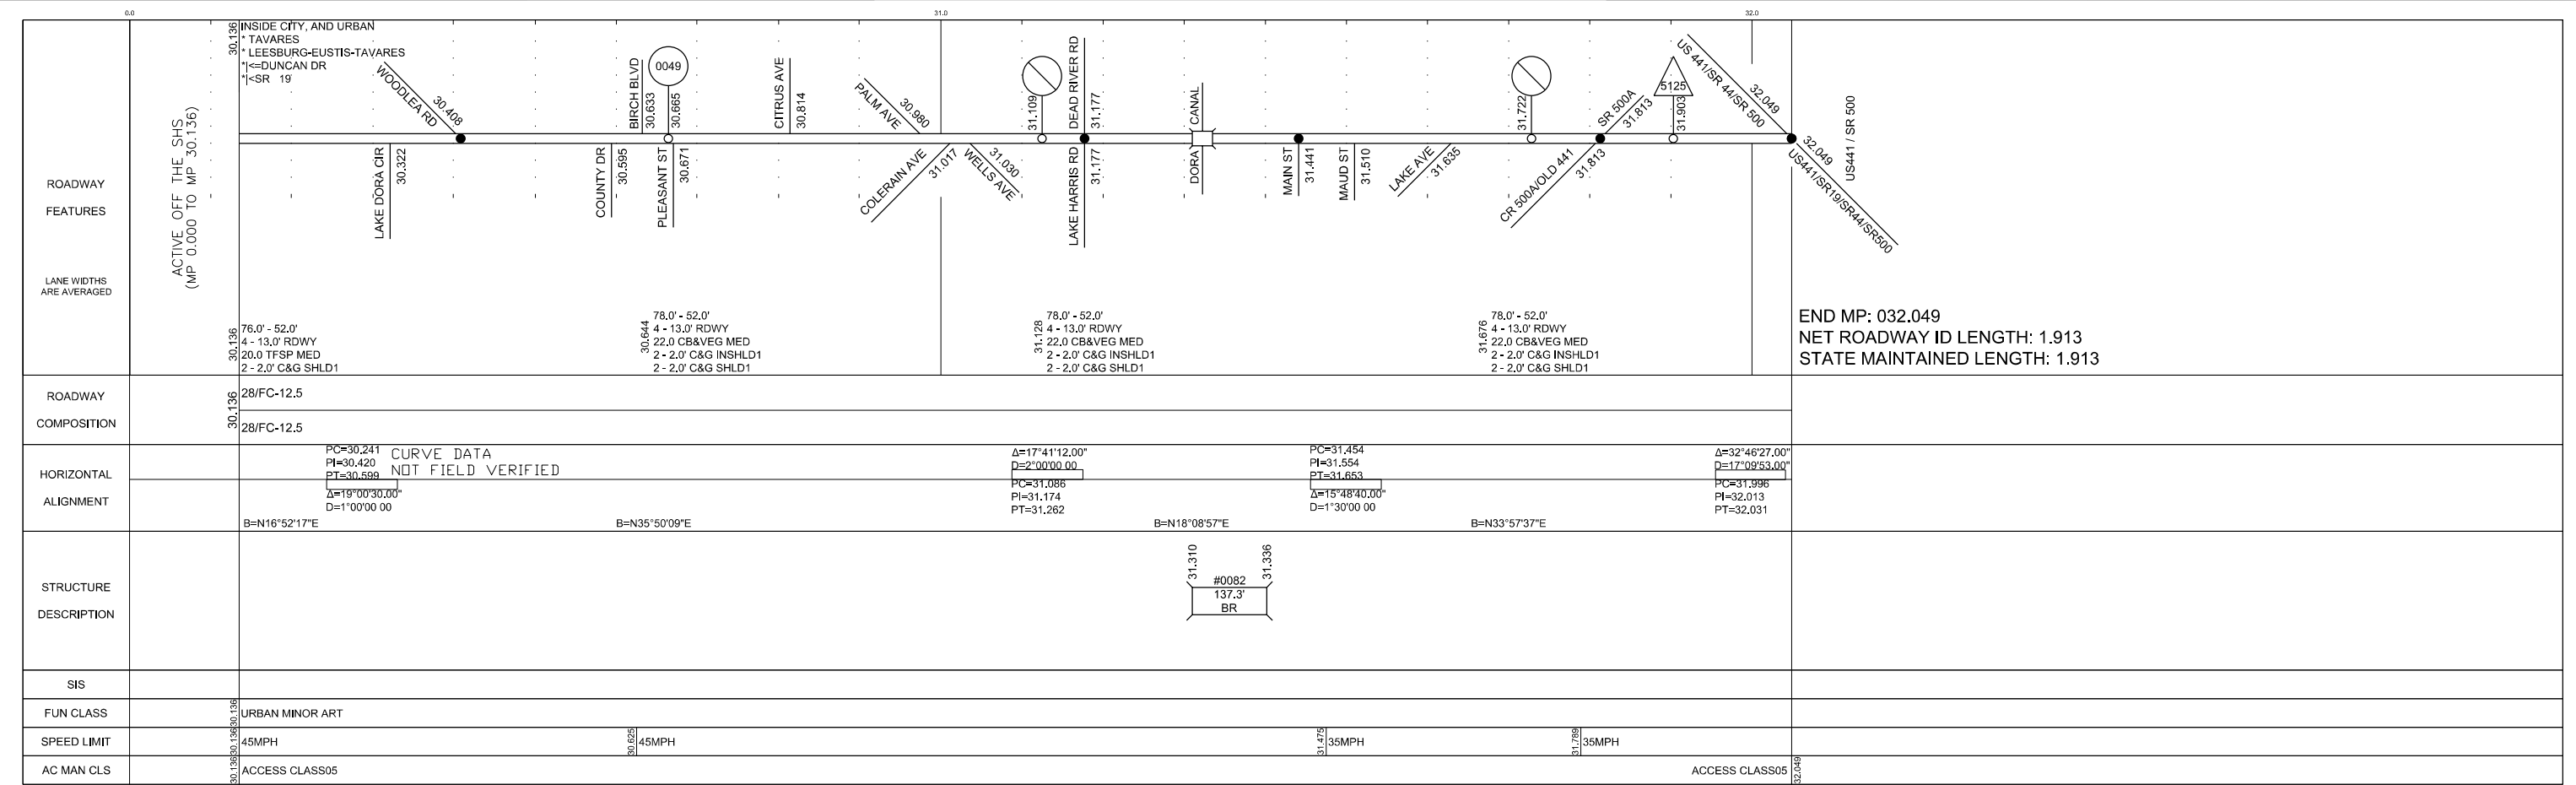 0.0
31.0
32.0
ROADWAY
FEATURES
LANE WIDTHS
ARE AVERAGED
ACTIVE OFF THE SHS
(MP 0.000 TO MP 30.136)
30.136
INSIDE CITY, AND URBAN
* TAVARES
* LEESBURG-EUSTIS-TAVARES
*|<=DUNCAN DR
*|<SR 19
WOODLEA RD
30.408
LAKE DORA CIR
30.322
BIRCH BLVD
30.633
0049
30.665
COUNTY DR
30.595
PLEASANT ST
30.671
CITRUS AVE
30.814
PALM AVE
30.980
COLERAIN AVE
31.017
31.030
WELLS AVE
31.109
DEAD RIVER RD
31.177
LAKE HARRIS RD
31.177
DORA CANAL
MAIN ST
31.441
MAUD ST
31.510
LAKE AVE
31.635
31.722
SR 500A
31.813
CR 500A/OLD 441
31.813
5125
31.903
US 441/SR 44/SR 500
32.049
32.049
US441/SR19/SR44/SR500
US441 / SR 500
30.136
76.0' - 52.0'
4 - 13.0' RDWY
20.0 TFSP MED
2 - 2.0' C&G SHLD1
30.644
78.0' - 52.0'
4 - 13.0' RDWY
22.0 CB&VEG MED
2 - 2.0' C&G INSHLD1
2 - 2.0' C&G SHLD1
31.128
78.0' - 52.0'
4 - 13.0' RDWY
22.0 CB&VEG MED
2 - 2.0' C&G INSHLD1
2 - 2.0' C&G SHLD1
31.676
78.0' - 52.0'
4 - 13.0' RDWY
22.0 CB&VEG MED
2 - 2.0' C&G INSHLD1
2 - 2.0' C&G SHLD1
END MP: 032.049
NET ROADWAY ID LENGTH: 1.913
STATE MAINTAINED LENGTH: 1.913
ROADWAY
COMPOSITION
30.136
28/FC-12.5
30.136
28/FC-12.5
HORIZONTAL
ALIGNMENT
PC=30.241
PI=30.420
PT=30.599
CURVE DATA
NOT FIELD VERIFIED
Δ=19°00'30.00"
D=1°00'00 00
Δ=17°41'12.00"
D=2°00'00 00
PC=31.086
PI=31.174
PT=31.262
PC=31.454
PI=31.554
PT=31.653
Δ=15°48'40.00"
D=1°30'00 00
Δ=32°46'27.00"
D=17°09'53.00"
PC=31.996
PI=32.013
PT=32.031
B=N16°52'17"E
B=N35°50'09"E
B=N18°08'57"E
B=N33°57'37"E
STRUCTURE
DESCRIPTION
31.310
31.336
#0082
137.3'
BR
SIS
FUN CLASS
30.136
URBAN MINOR ART
SPEED LIMIT
30.136
45MPH
30.625
45MPH
31.475
35MPH
31.789
35MPH
AC MAN CLS
30.136
ACCESS CLASS05
ACCESS CLASS05
32.049